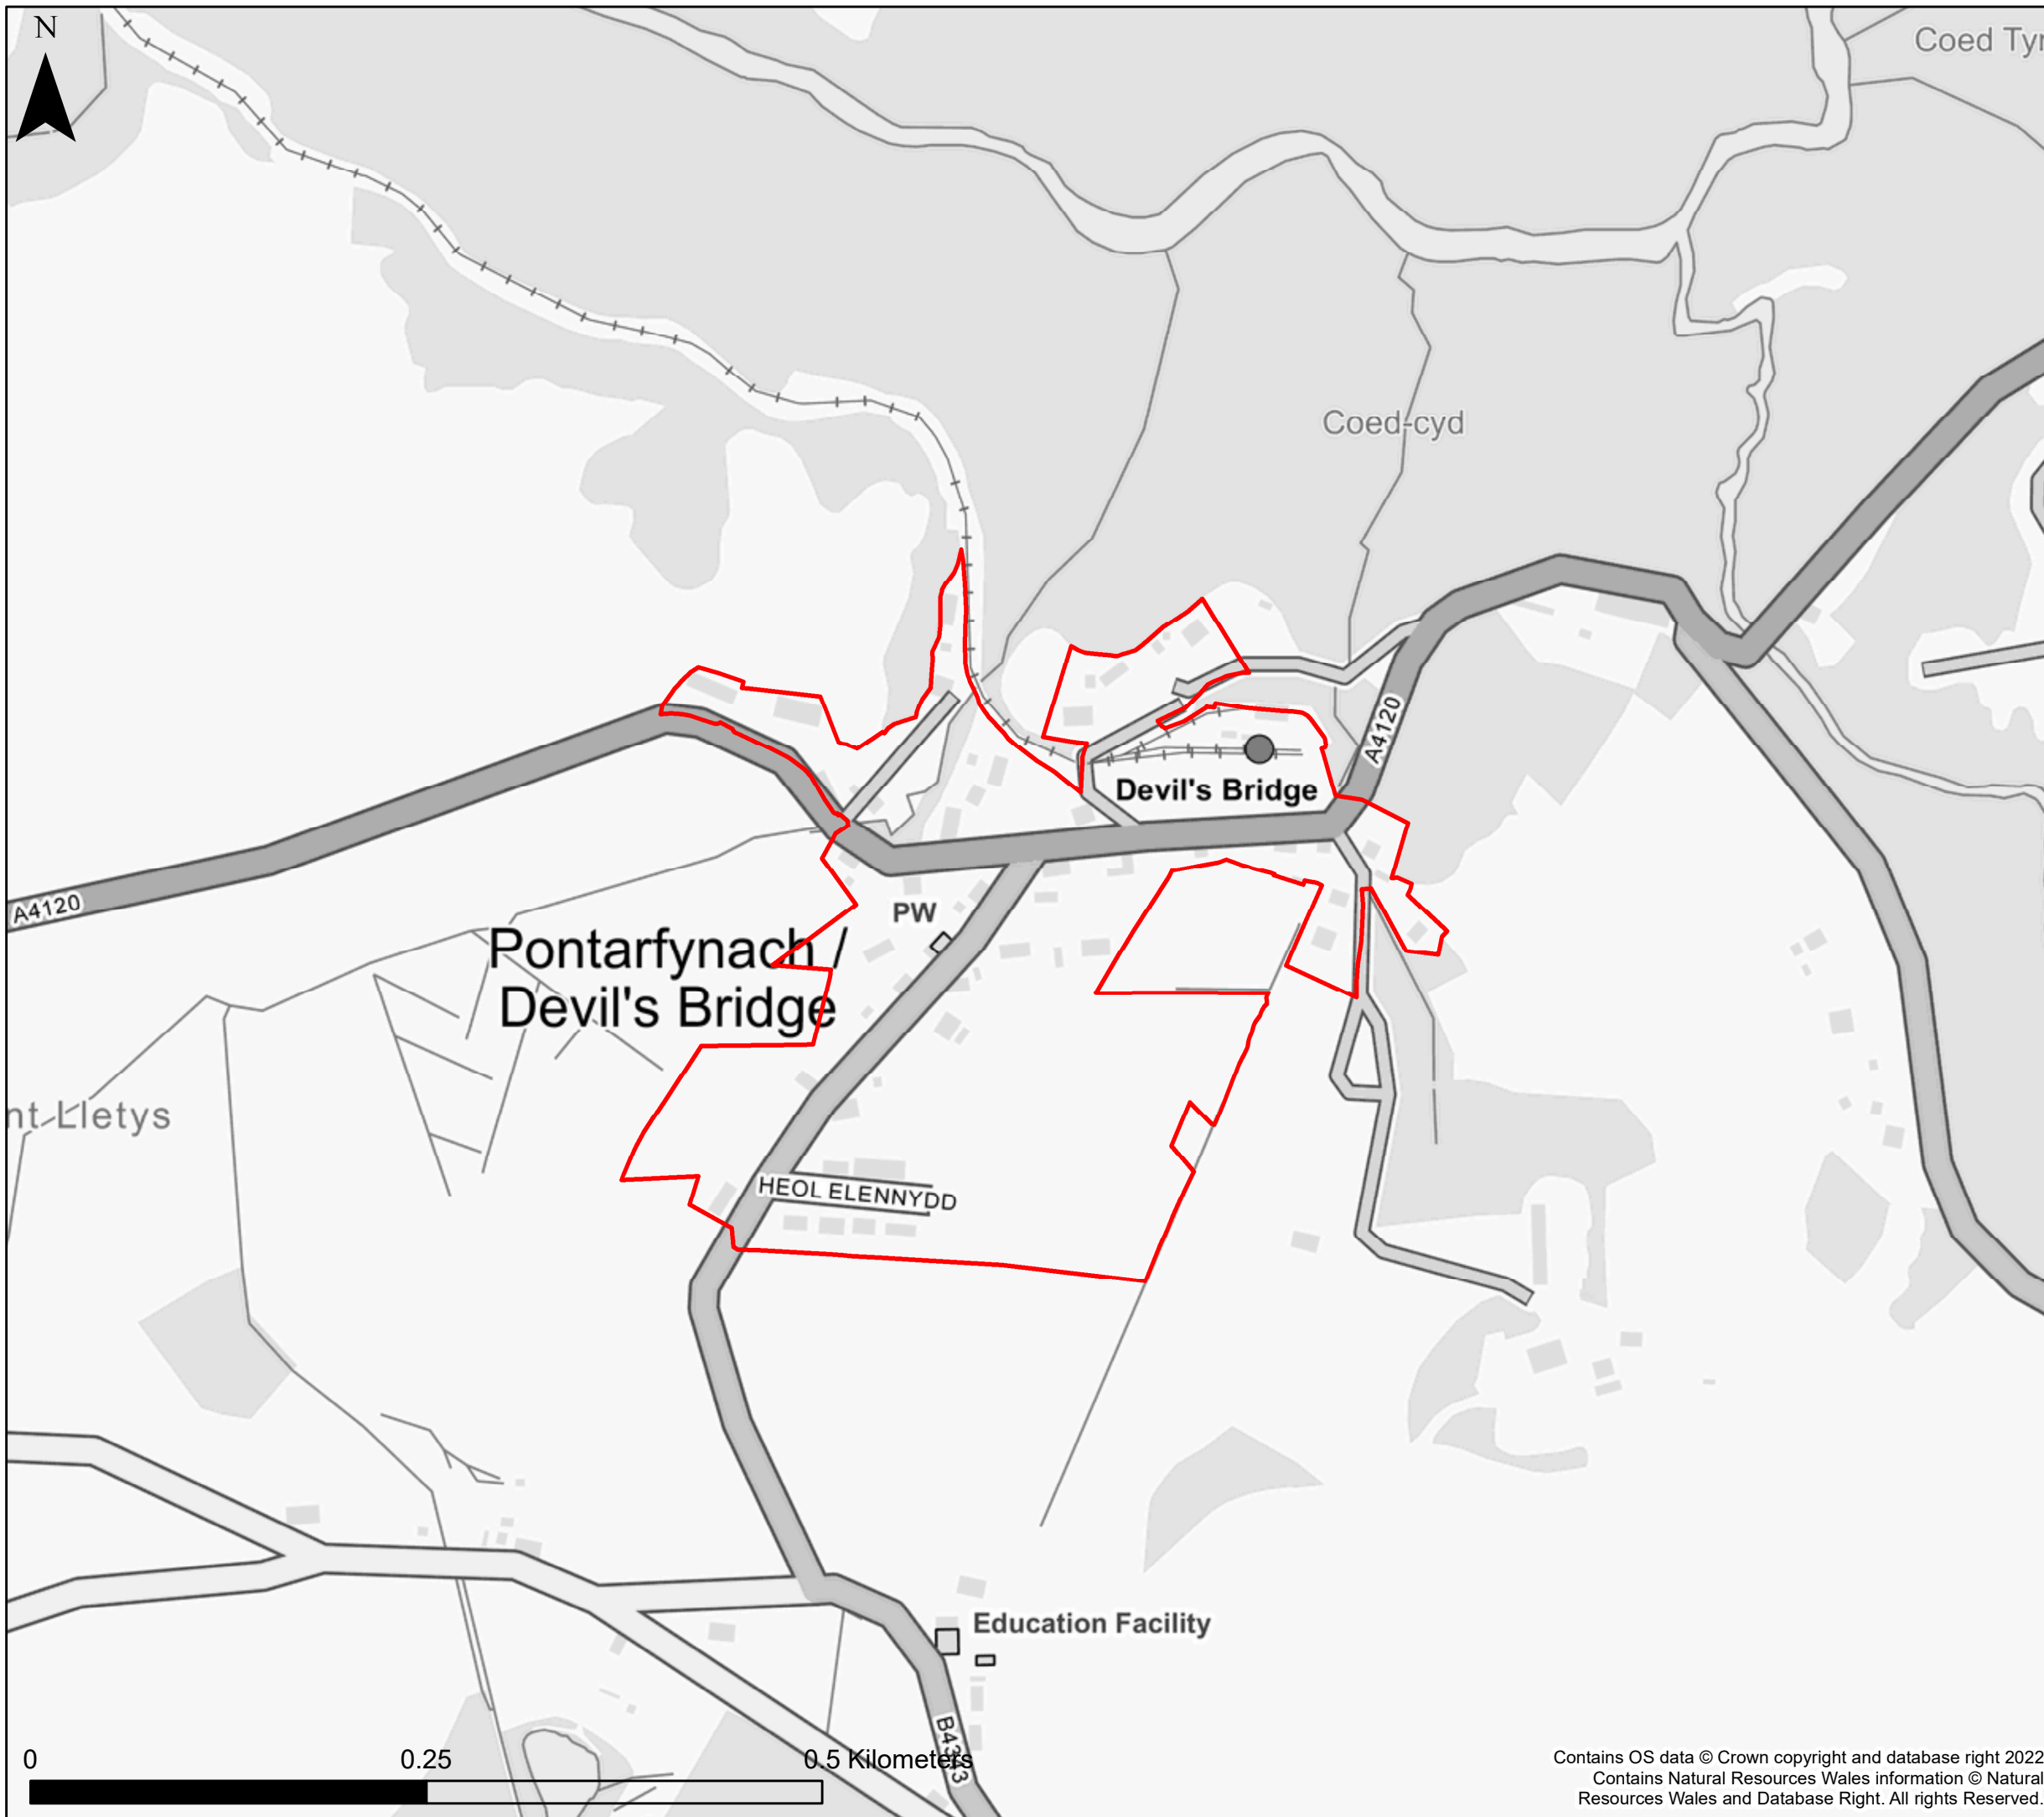 N
Coed Tyn
Coed-cyd
A4120
Devil's Bridge
A4120
PW
Pontarfynach /
Devil's Bridge
nt Lletys
HEOL ELENNYDD
Education Facility
B4343
0
0.25
0.5 Kilometers
Contains OS data © Crown copyright and database right 2022
Contains Natural Resources Wales information © Natural
Resources Wales and Database Right. All rights Reserved.